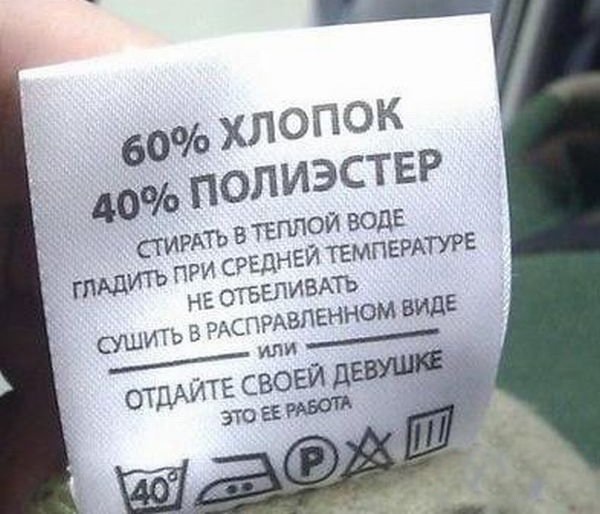 60% ХЛОПОК
40% ПОЛИЭСТЕР
СТИРАТЬ В ТЕПЛОЙ ВОДЕ
ГЛАДИТЬ ПРИ СРЕДНЕЙ ТЕМПЕРАТУРЕ
НЕ ОТБЕЛИВАТЬ
СУШИТЬ В РАСПРАВЛЕННОМ ВИДЕ
ИЛИ
ОТДАЙТЕ СВОЕЙ ДЕВУШКЕ
ЭТО ЕЕ РАБОТА
40° P